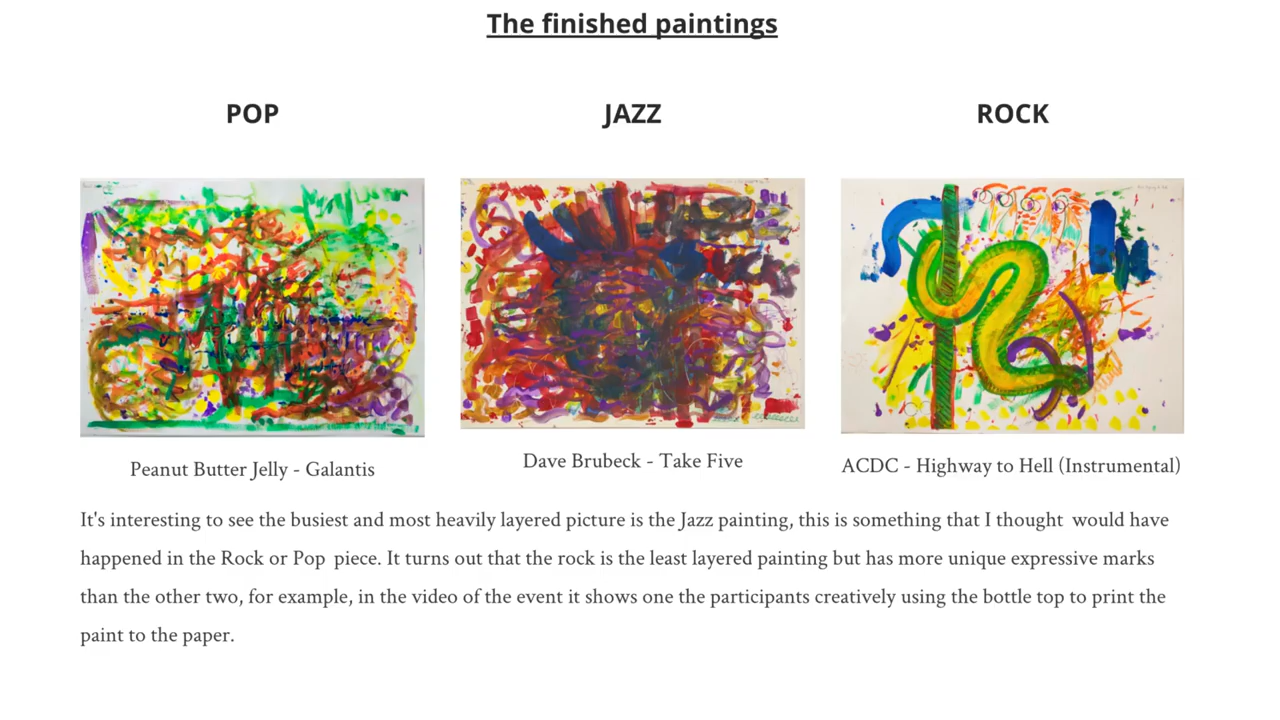 The finished paintings
POP
JAZZ
ROCK
Peanut Butter Jelly - Galantis
Dave Brubeck - Take Five
ACDC - Highway to Hell (Instrumental)
It's interesting to see the busiest and most heavily layered picture is the Jazz painting, this is something that I thought would have
happened in the Rock or Pop piece. It turns out that the rock is the least layered painting but has more unique expressive marks
than the other two, for example, in the video of the event it shows one the participants creatively using the bottle top to print the
paint to the paper.